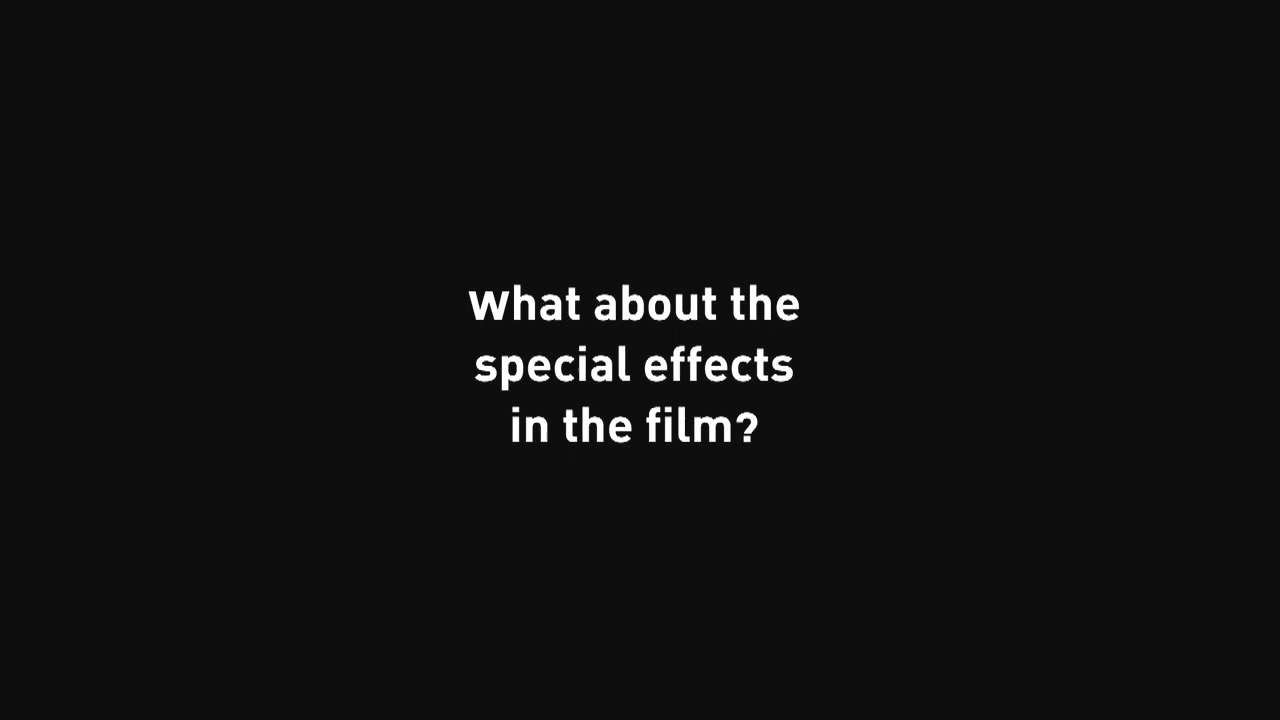 What about the
special effects
in the film?